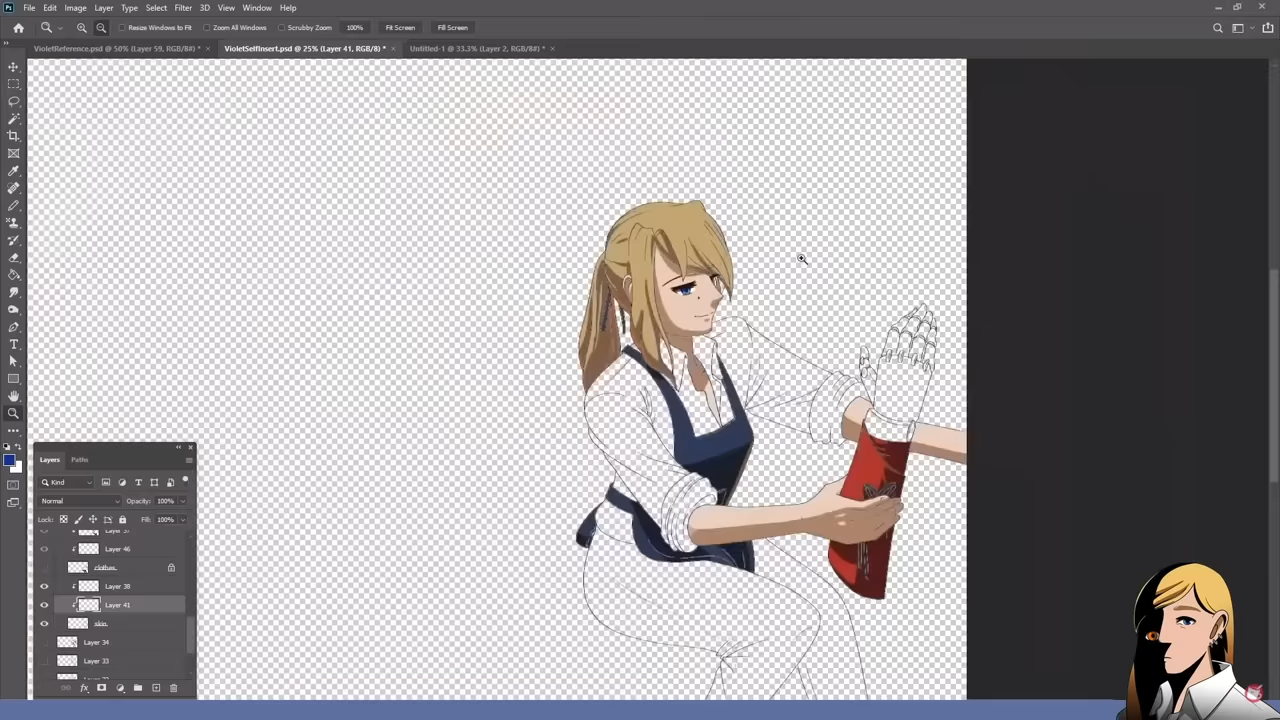 Ps File Edit Image Layer Type Select Filter 3D View Window Help
Resize Windows to Fit Zoom All Windows Scrubby Zoom 100% Fit Screen Fill Screen
VioletReference.psd @ 50% (Layer 59, RGB/8#) * × VioletSelfInsert.psd @ 25% (Layer 41, RGB/8) * × Untitled-1 @ 33.3% (Layer 2, RGB/8#) * ×
Layers Paths
Kind
Normal Opacity: 100%
Lock: Fill: 100%
Layer 46
clothes
Layer 38
Layer 41
skin
Layer 34
Layer 33
fx